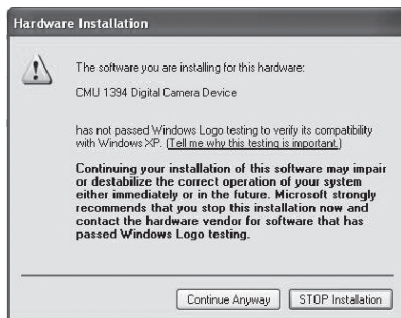 Hardware Installation
The software you are installing for this hardware:
CMU 1394 Digital Camera Device
has not passed Windows Logo testing to verify its compatibility
with Windows XP. (Tell me why this testing is important.)
Continuing your installation of this software may impair
or destabilize the correct operation of your system
either immediately or in the future. Microsoft strongly
recommends that you stop this installation now and
contact the hardware vendor for software that has
passed Windows Logo testing.
Continue Anyway
STOP Installation